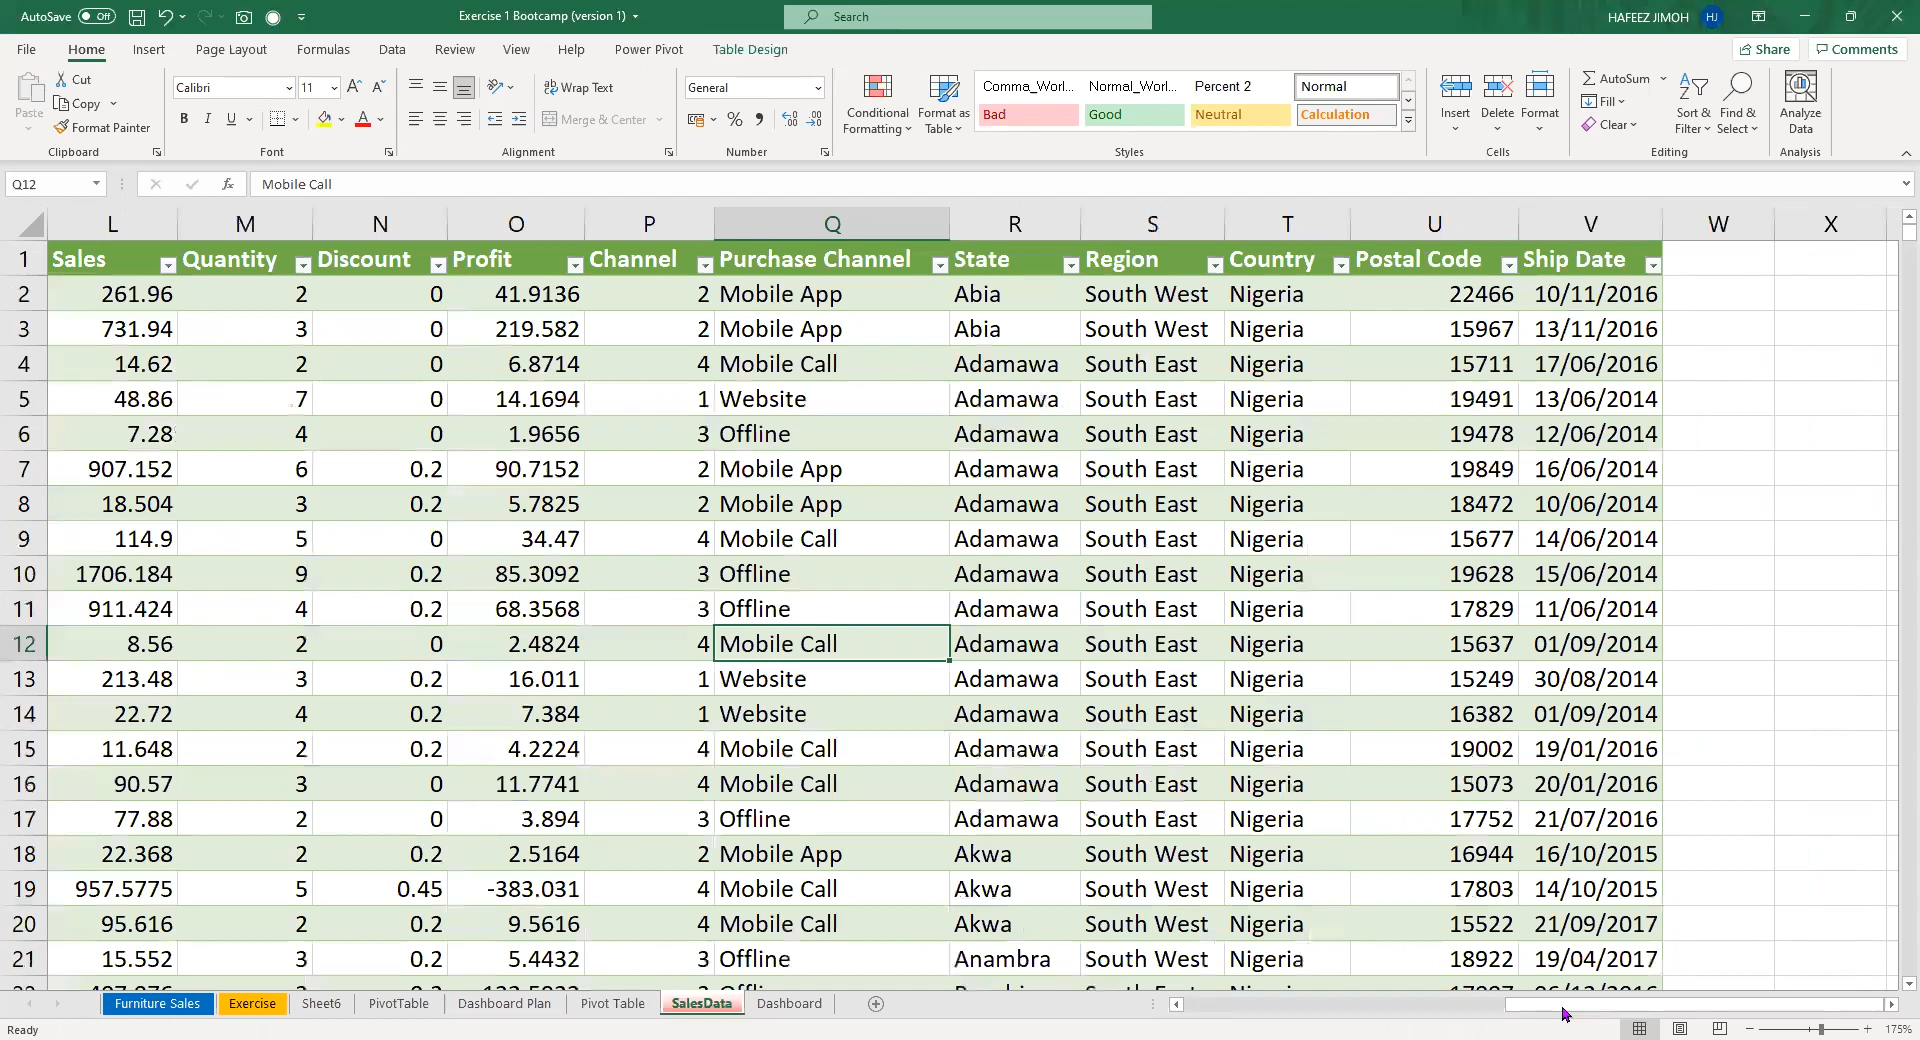 AutoSave Off Exercise 1 Bootcamp (version 1) Search HAFEEZ JIMOH HJ
File Home Insert Page Layout Formulas Data Review View Help Power Pivot Table Design Share Comments
Paste Cut Copy Format Painter Clipboard
Calibri 11 B I U A Font
Wrap Text Merge & Center Alignment
General % Number
Conditional Formatting Format as Table
Comma_Worl... Normal_Worl... Percent 2 Normal
Bad Good Neutral Calculation
Styles
Insert Delete Format Cells
AutoSum Fill Clear Sort & Filter Find & Select Editing
Analyze Data Analysis
Q12 fx Mobile Call
L M N O P Q R S T U V W X
1 Sales Quantity Discount Profit Channel Purchase Channel State Region Country Postal Code Ship Date
2 261.96 2 0 41.9136 2 Mobile App Abia South West Nigeria 22466 10/11/2016
3 731.94 3 0 219.582 2 Mobile App Abia South West Nigeria 15967 13/11/2016
4 14.62 2 0 6.8714 4 Mobile Call Adamawa South East Nigeria 15711 17/06/2016
5 48.86 7 0 14.1694 1 Website Adamawa South East Nigeria 19491 13/06/2014
6 7.28 4 0 1.9656 3 Offline Adamawa South East Nigeria 19478 12/06/2014
7 907.152 6 0.2 90.7152 2 Mobile App Adamawa South East Nigeria 19849 16/06/2014
8 18.504 3 0.2 5.7825 2 Mobile App Adamawa South East Nigeria 18472 10/06/2014
9 114.9 5 0 34.47 4 Mobile Call Adamawa South East Nigeria 15677 14/06/2014
10 1706.184 9 0.2 85.3092 3 Offline Adamawa South East Nigeria 19628 15/06/2014
11 911.424 4 0.2 68.3568 3 Offline Adamawa South East Nigeria 17829 11/06/2014
12 8.56 2 0 2.4824 4 Mobile Call Adamawa South East Nigeria 15637 01/09/2014
13 213.48 3 0.2 16.011 1 Website Adamawa South East Nigeria 15249 30/08/2014
14 22.72 4 0.2 7.384 1 Website Adamawa South East Nigeria 16382 01/09/2014
15 11.648 2 0.2 4.2224 4 Mobile Call Adamawa South East Nigeria 19002 19/01/2016
16 90.57 3 0 11.7741 4 Mobile Call Adamawa South East Nigeria 15073 20/01/2016
17 77.88 2 0 3.894 3 Offline Adamawa South East Nigeria 17752 21/07/2016
18 22.368 2 0.2 2.5164 2 Mobile App Akwa South West Nigeria 16944 16/10/2015
19 957.5775 5 0.45 -383.031 4 Mobile Call Akwa South West Nigeria 17803 14/10/2015
20 95.616 2 0.2 9.5616 4 Mobile Call Akwa South West Nigeria 15522 21/09/2017
21 15.552 3 0.2 5.4432 3 Offline Anambra South West Nigeria 18922 19/04/2017
Furniture Sales Exercise Sheet6 PivotTable Dashboard Plan Pivot Table SalesData Dashboard
Ready 175%